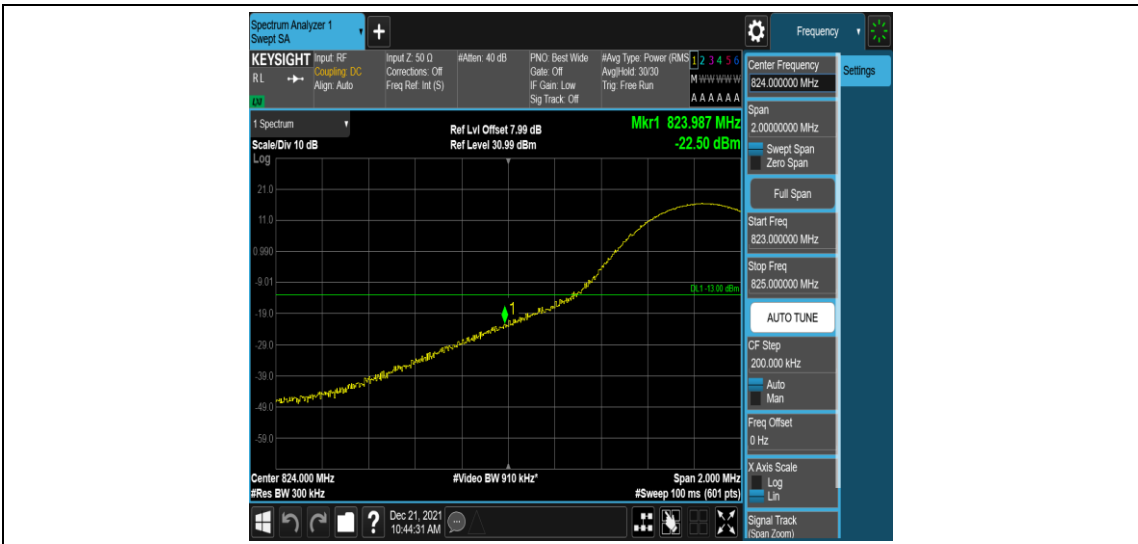 Spectrum Analyzer 1
Swept SA
Frequency
KEYSIGHT
RL
LXI
Input: RF
Coupling: DC
Align: Auto
Input Z: 50 Ω
Corrections: Off
Freq Ref: Int (S)
#Atten: 40 dB
PNO: Best Wide
Gate: Off
IF Gain: Low
Sig Track: Off
#Avg Type: Power (RMS
Avg|Hold: 30/30
Trig: Free Run
1 2 3 4 5 6
M W W W W W
A A A A A A
1 Spectrum
Scale/Div 10 dB
Log
Ref Lvl Offset 7.99 dB
Ref Level 30.99 dBm
Mkr1 823.987 MHz
-22.50 dBm
21.0
11.0
0.990
-9.01
DL1 -13.00 dBm
1
-19.0
-29.0
-39.0
-49.0
-59.0
Center 824.000 MHz
#Res BW 300 kHz
#Video BW 910 kHz*
Span 2.000 MHz
#Sweep 100 ms (601 pts)
?
Dec 21, 2021
10:44:31 AM
Center Frequency
824.000000 MHz
Settings
Span
2.00000000 MHz
Swept Span
Zero Span
Full Span
Start Freq
823.000000 MHz
Stop Freq
825.000000 MHz
AUTO TUNE
CF Step
200.000 kHz
Auto
Man
Freq Offset
0 Hz
X Axis Scale
Log
Lin
Signal Track
(Span Zoom)